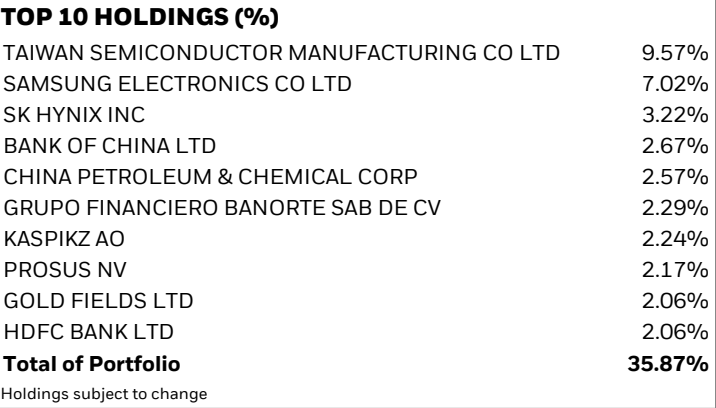 TOP 10 HOLDINGS (%)
TAIWAN SEMICONDUCTOR MANUFACTURING CO LTD 9.57%
SAMSUNG ELECTRONICS CO LTD 7.02%
SK HYNIX INC 3.22%
BANK OF CHINA LTD 2.67%
CHINA PETROLEUM & CHEMICAL CORP 2.57%
GRUPO FINANCIERO BANORTE SAB DE CV 2.29%
KASPIKZ AO 2.24%
PROSUS NV 2.17%
GOLD FIELDS LTD 2.06%
HDFC BANK LTD 2.06%
Total of Portfolio 35.87%
Holdings subject to change